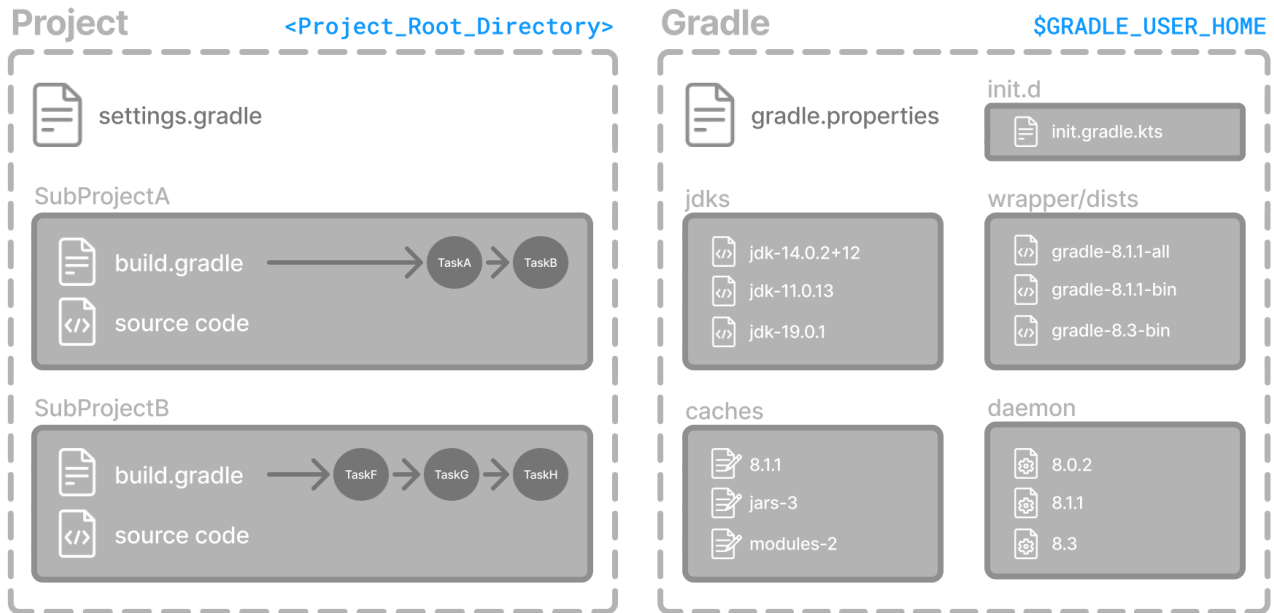 Project
<Project_Root_Directory>
settings.gradle
SubProjectA
build.gradle
TaskA
TaskB
source code
SubProjectB
build.gradle
TaskF
TaskG
TaskH
source code
Gradle
$GRADLE_USER_HOME
gradle.properties
init.d
init.gradle.kts
jdks
jdk-14.0.2+12
jdk-11.0.13
jdk-19.0.1
wrapper/dists
gradle-8.1.1-all
gradle-8.1.1-bin
gradle-8.3-bin
caches
8.1.1
jars-3
modules-2
daemon
8.0.2
8.1.1
8.3